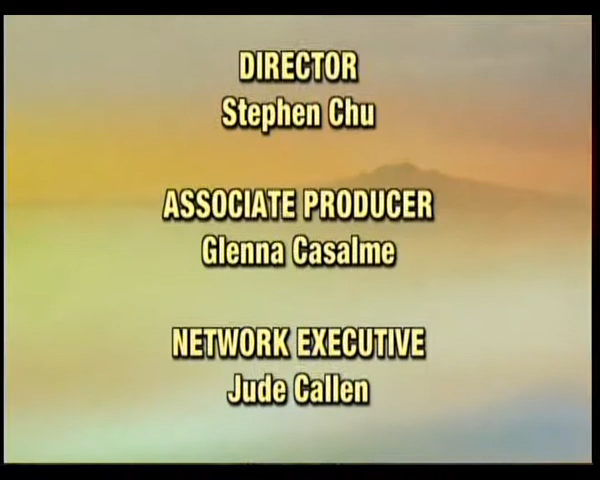 DIRECTOR
Stephen Chu
ASSOCIATE PRODUCER
Glenna Casalme
NETWORK EXECUTIVE
Jude Callen